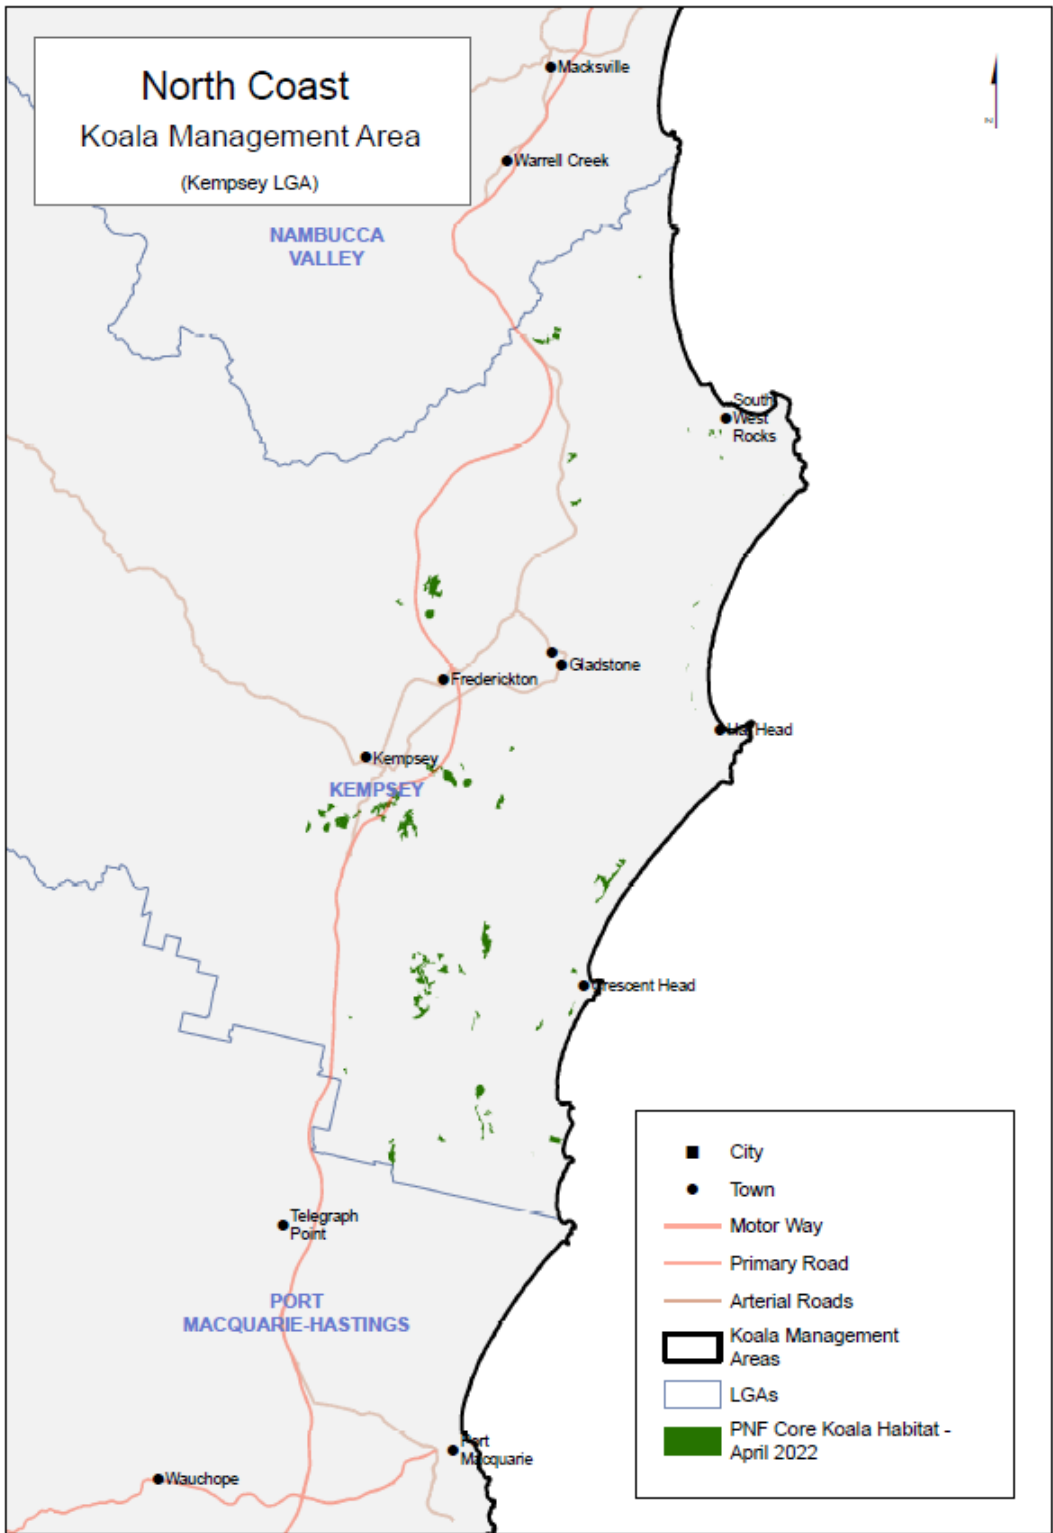 North Coast
Koala Management Area
(Kempsey LGA)
Macksville
Warrell Creek
NAMBUCCA
VALLEY
South
West
Rocks
Gladstone
Frederickton
Hat Head
Kempsey
KEMPSEY
Crescent Head
Telegraph
Point
PORT
MACQUARIE-HASTINGS
Port
Macquarie
Wauchope
N
City
Town
Motor Way
Primary Road
Arterial Roads
Koala Management
Areas
LGAs
PNF Core Koala Habitat -
April 2022